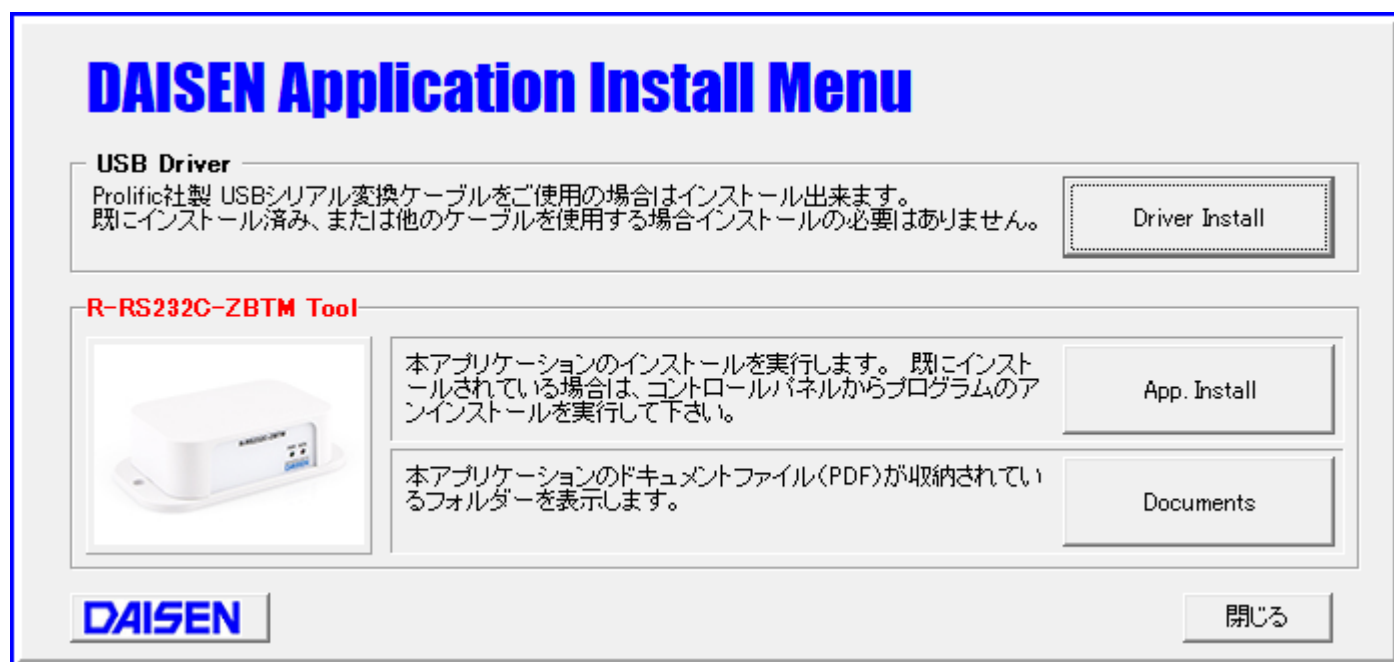 DAISEN Application Install Menu
USB Driver
Prolific社製 USBシリアル変換ケーブルをご使用の場合はインストール出来ます。
既にインストール済み、または他のケーブルを使用する場合インストールの必要はありません。
Driver Install
R-RS232C-ZBTM Tool
本アプリケーションのインストールを実行します。 既にインスト
ールされている場合は、コントロールパネルからプログラムのア
ンインストールを実行して下さい。
App. Install
R-RS232C-ZBTM
DAISEN
本アプリケーションのドキュメントファイル(PDF)が収納されてい
るフォルダーを表示します。
Documents
DAISEN
閉じる